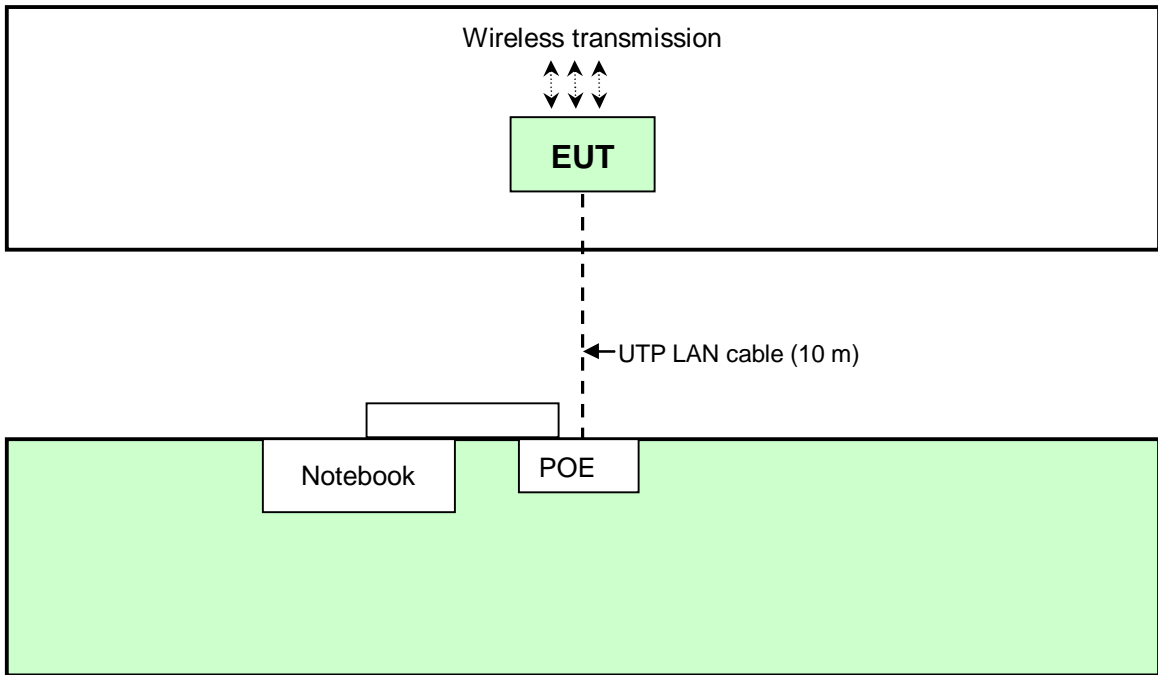 Wireless transmission
EUT
UTP LAN cable (10 m)
Notebook
POE